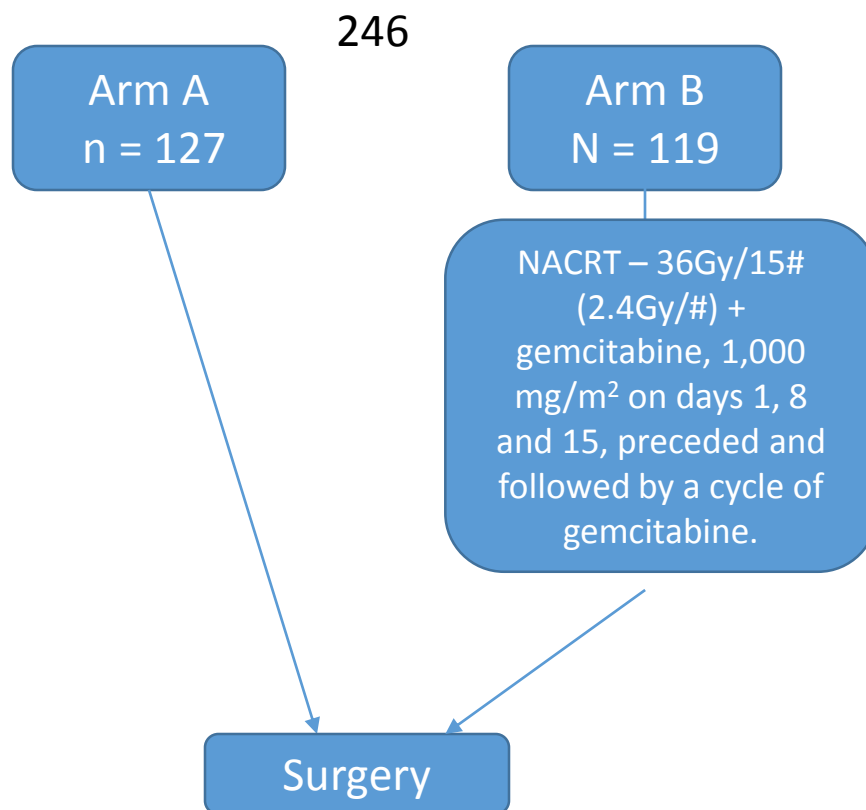 246
Arm A
n = 127
Arm B
N = 119
NACRT – 36Gy/15#
(2.4Gy/#) +
gemcitabine, 1,000
mg/m² on days 1, 8
and 15, preceded and
followed by a cycle of
gemcitabine.
Surgery